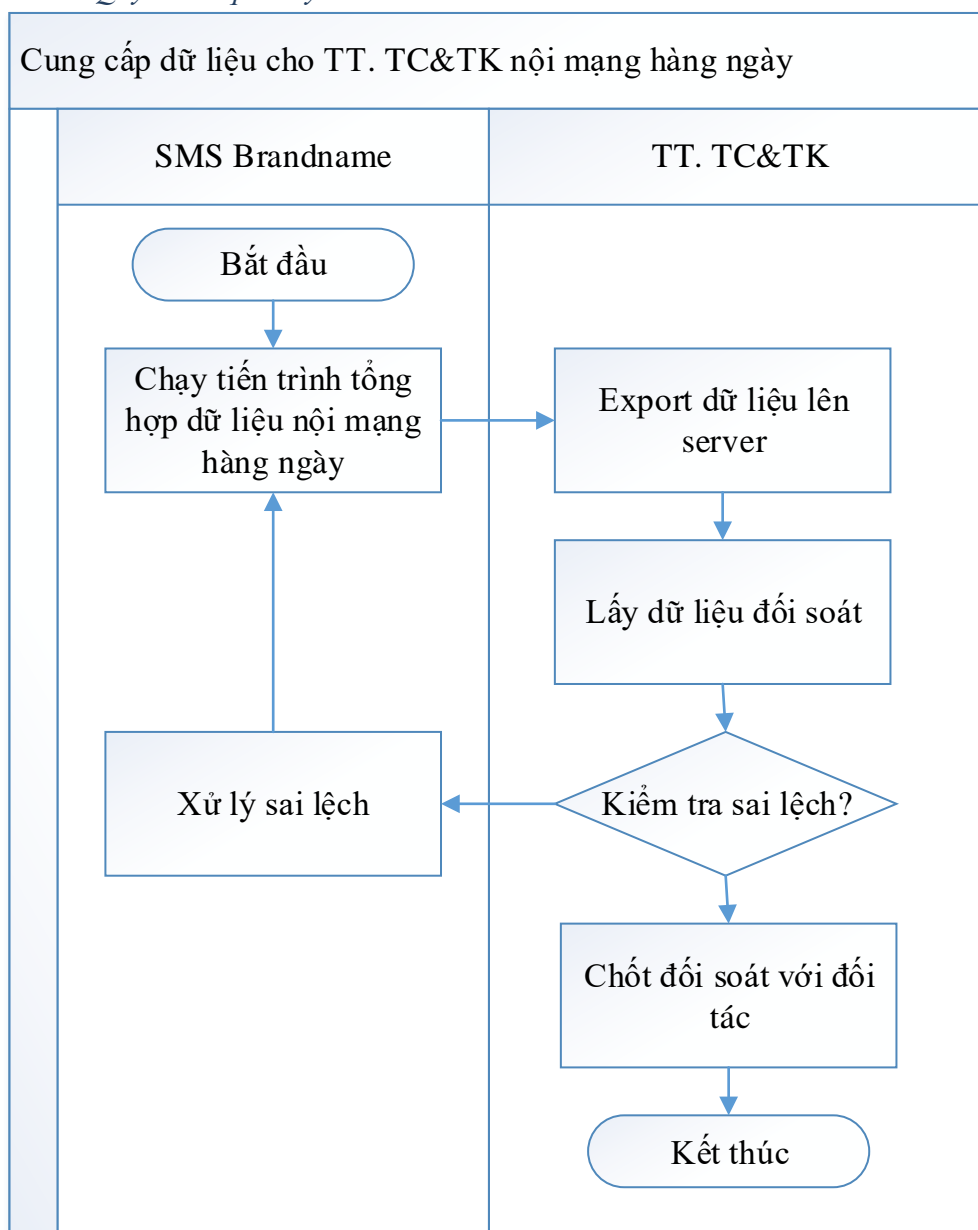 Cung cấp dữ liệu cho TT. TC&TK nội mạng hàng ngày
SMS Brandname
TT. TC&TK
Bắt đầu
Chạy tiến trình tổng
hợp dữ liệu nội mạng
hàng ngày
Export dữ liệu lên
server
Lấy dữ liệu đối soát
Xử lý sai lệch
Kiểm tra sai lệch?
Chốt đối soát với đối
tác
Kết thúc